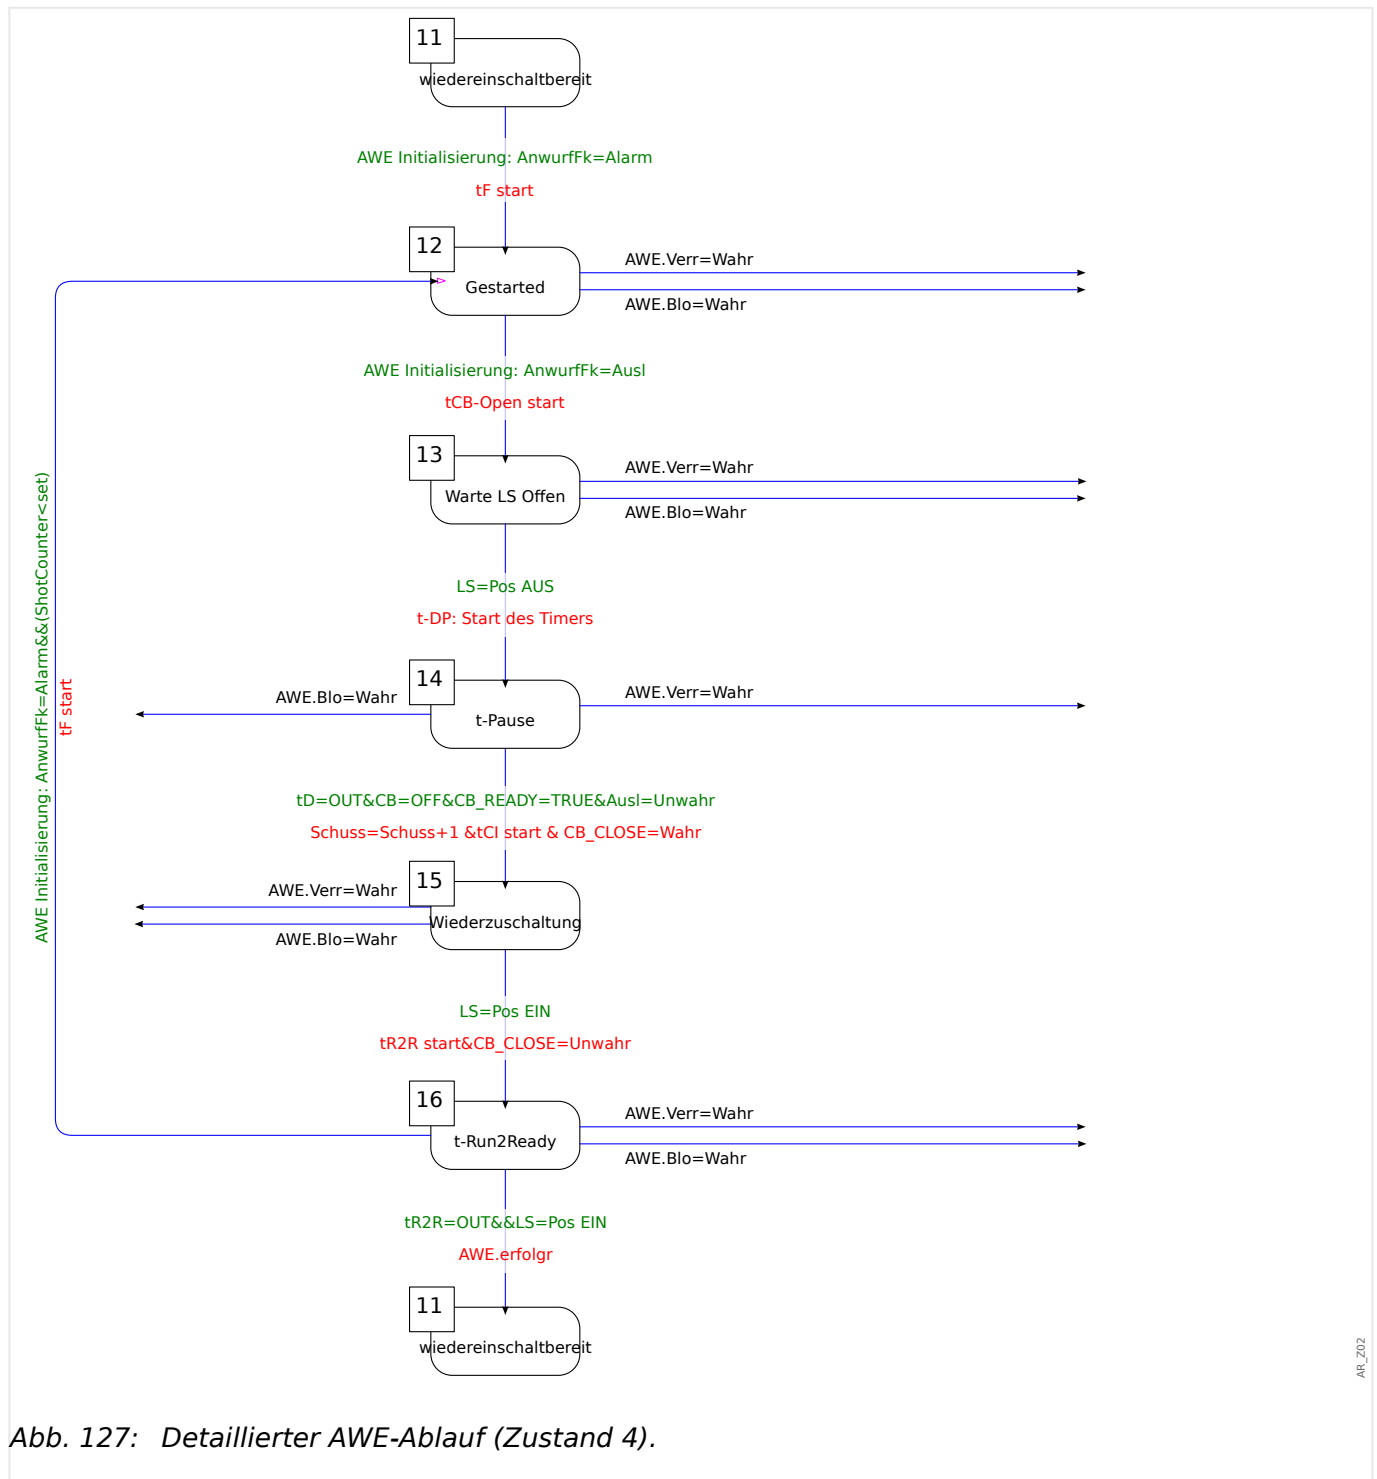 11
wiedereinschaltbereit
AWE Initialisierung: AnwurfFk=Alarm
tF start
12
Gestarted
AWE.Verr=Wahr
AWE.Blo=Wahr
AWE Initialisierung: AnwurfFk=Ausl
tCB-Open start
13
Warte LS Offen
AWE.Verr=Wahr
AWE.Blo=Wahr
AWE Initialisierung: AnwurfFk=Alarm&&(ShotCounter<set)
tF start
LS=Pos AUS
t-DP: Start des Timers
14
t-Pause
AWE.Blo=Wahr
AWE.Verr=Wahr
tD=OUT&CB=OFF&CB_READY=TRUE&Ausl=Unwahr
Schuss=Schuss+1 &tCI start & CB_CLOSE=Wahr
15
Wiederzuschaltung
AWE.Verr=Wahr
AWE.Blo=Wahr
LS=Pos EIN
tR2R start&CB_CLOSE=Unwahr
16
t-Run2Ready
AWE.Verr=Wahr
AWE.Blo=Wahr
tR2R=OUT&&LS=Pos EIN
AWE.erfolgr
11
wiedereinschaltbereit
AR_Z02
Abb. 127: Detaillierter AWE-Ablauf (Zustand 4).